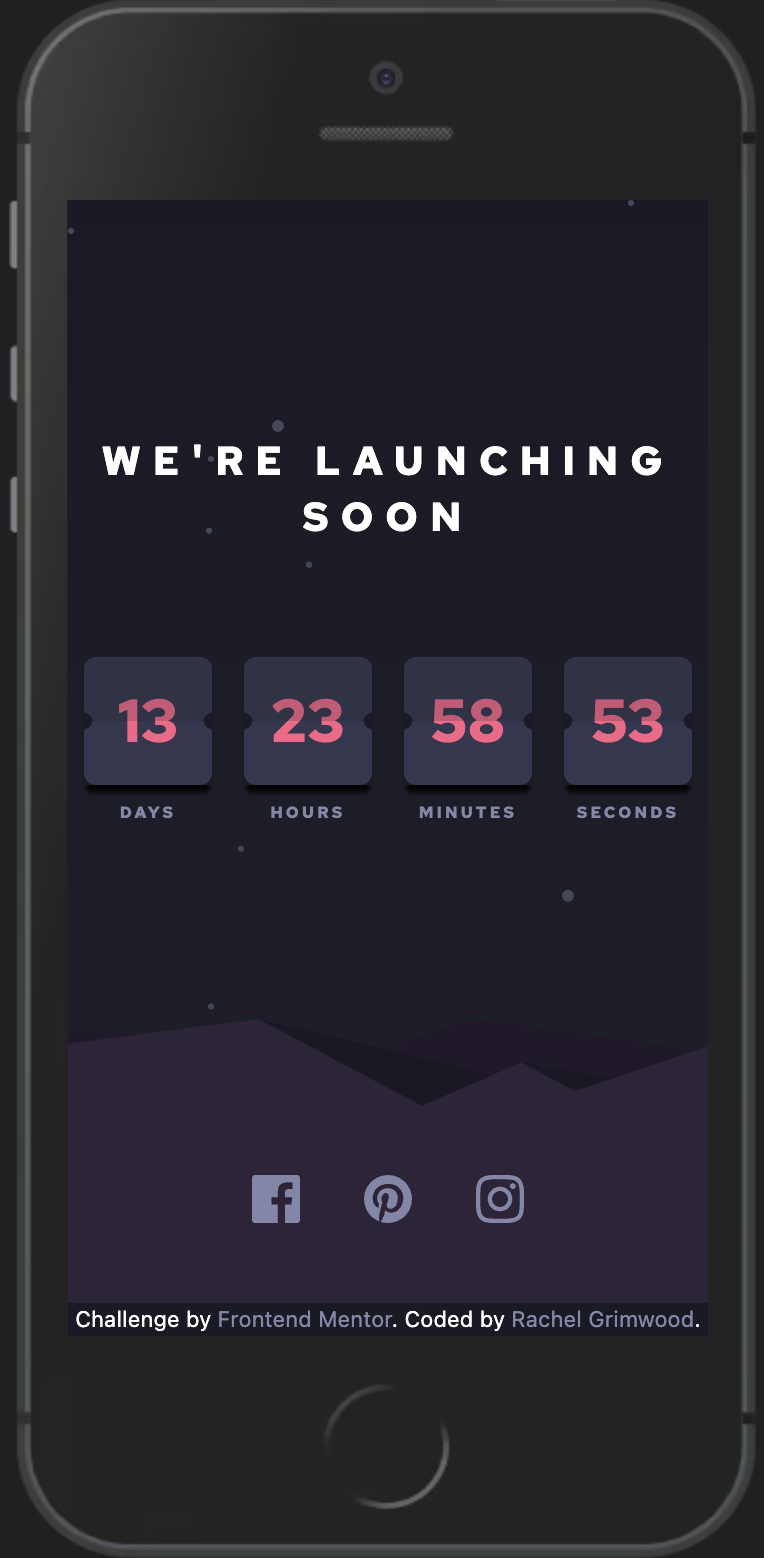 WE'RE LAUNCHING
SOON
13 23 58 53
DAYS HOURS MINUTES SECONDS
Challenge by Frontend Mentor. Coded by Rachel Grimwood.